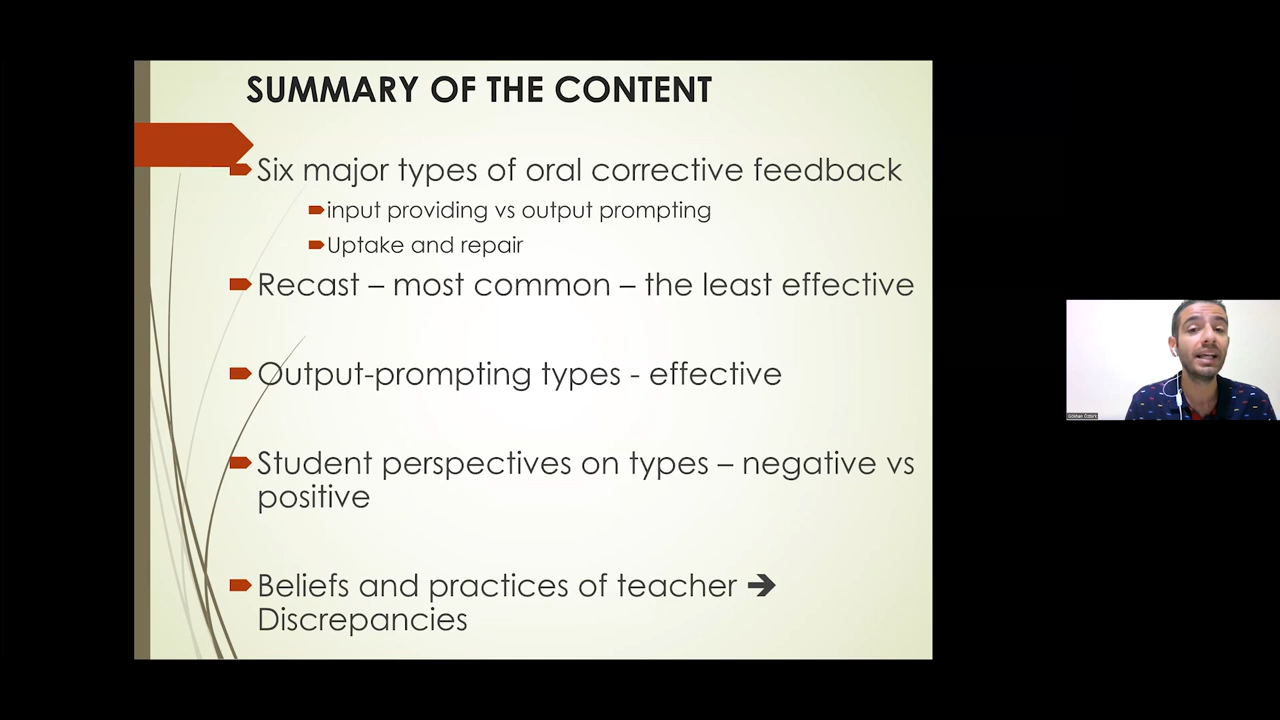 SUMMARY OF THE CONTENT
Six major types of oral corrective feedback
input providing vs output prompting
Uptake and repair
Recast – most common – the least effective
Output-prompting types - effective
Student perspectives on types – negative vs
positive
Beliefs and practices of teacher ➔
Discrepancies